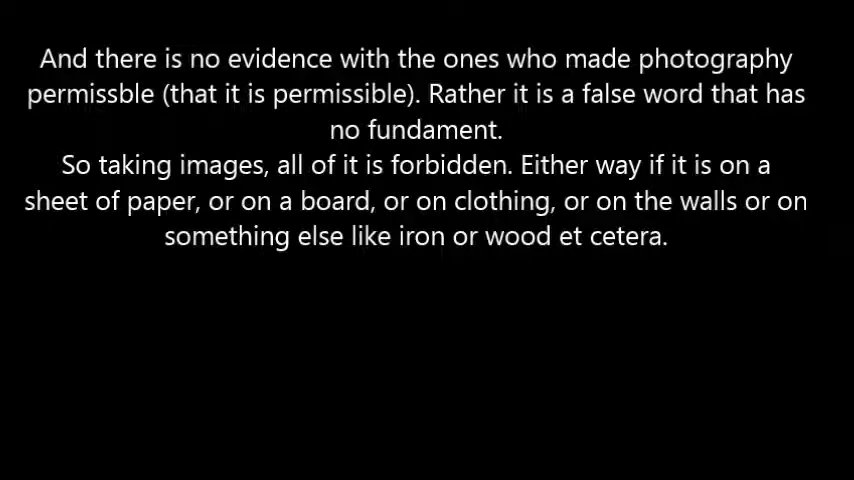 And there is no evidence with the ones who made photography
permissble (that it is permissible). Rather it is a false word that has
no fundament.
So taking images, all of it is forbidden. Either way if it is on a
sheet of paper, or on a board, or on clothing, or on the walls or on
something else like iron or wood et cetera.